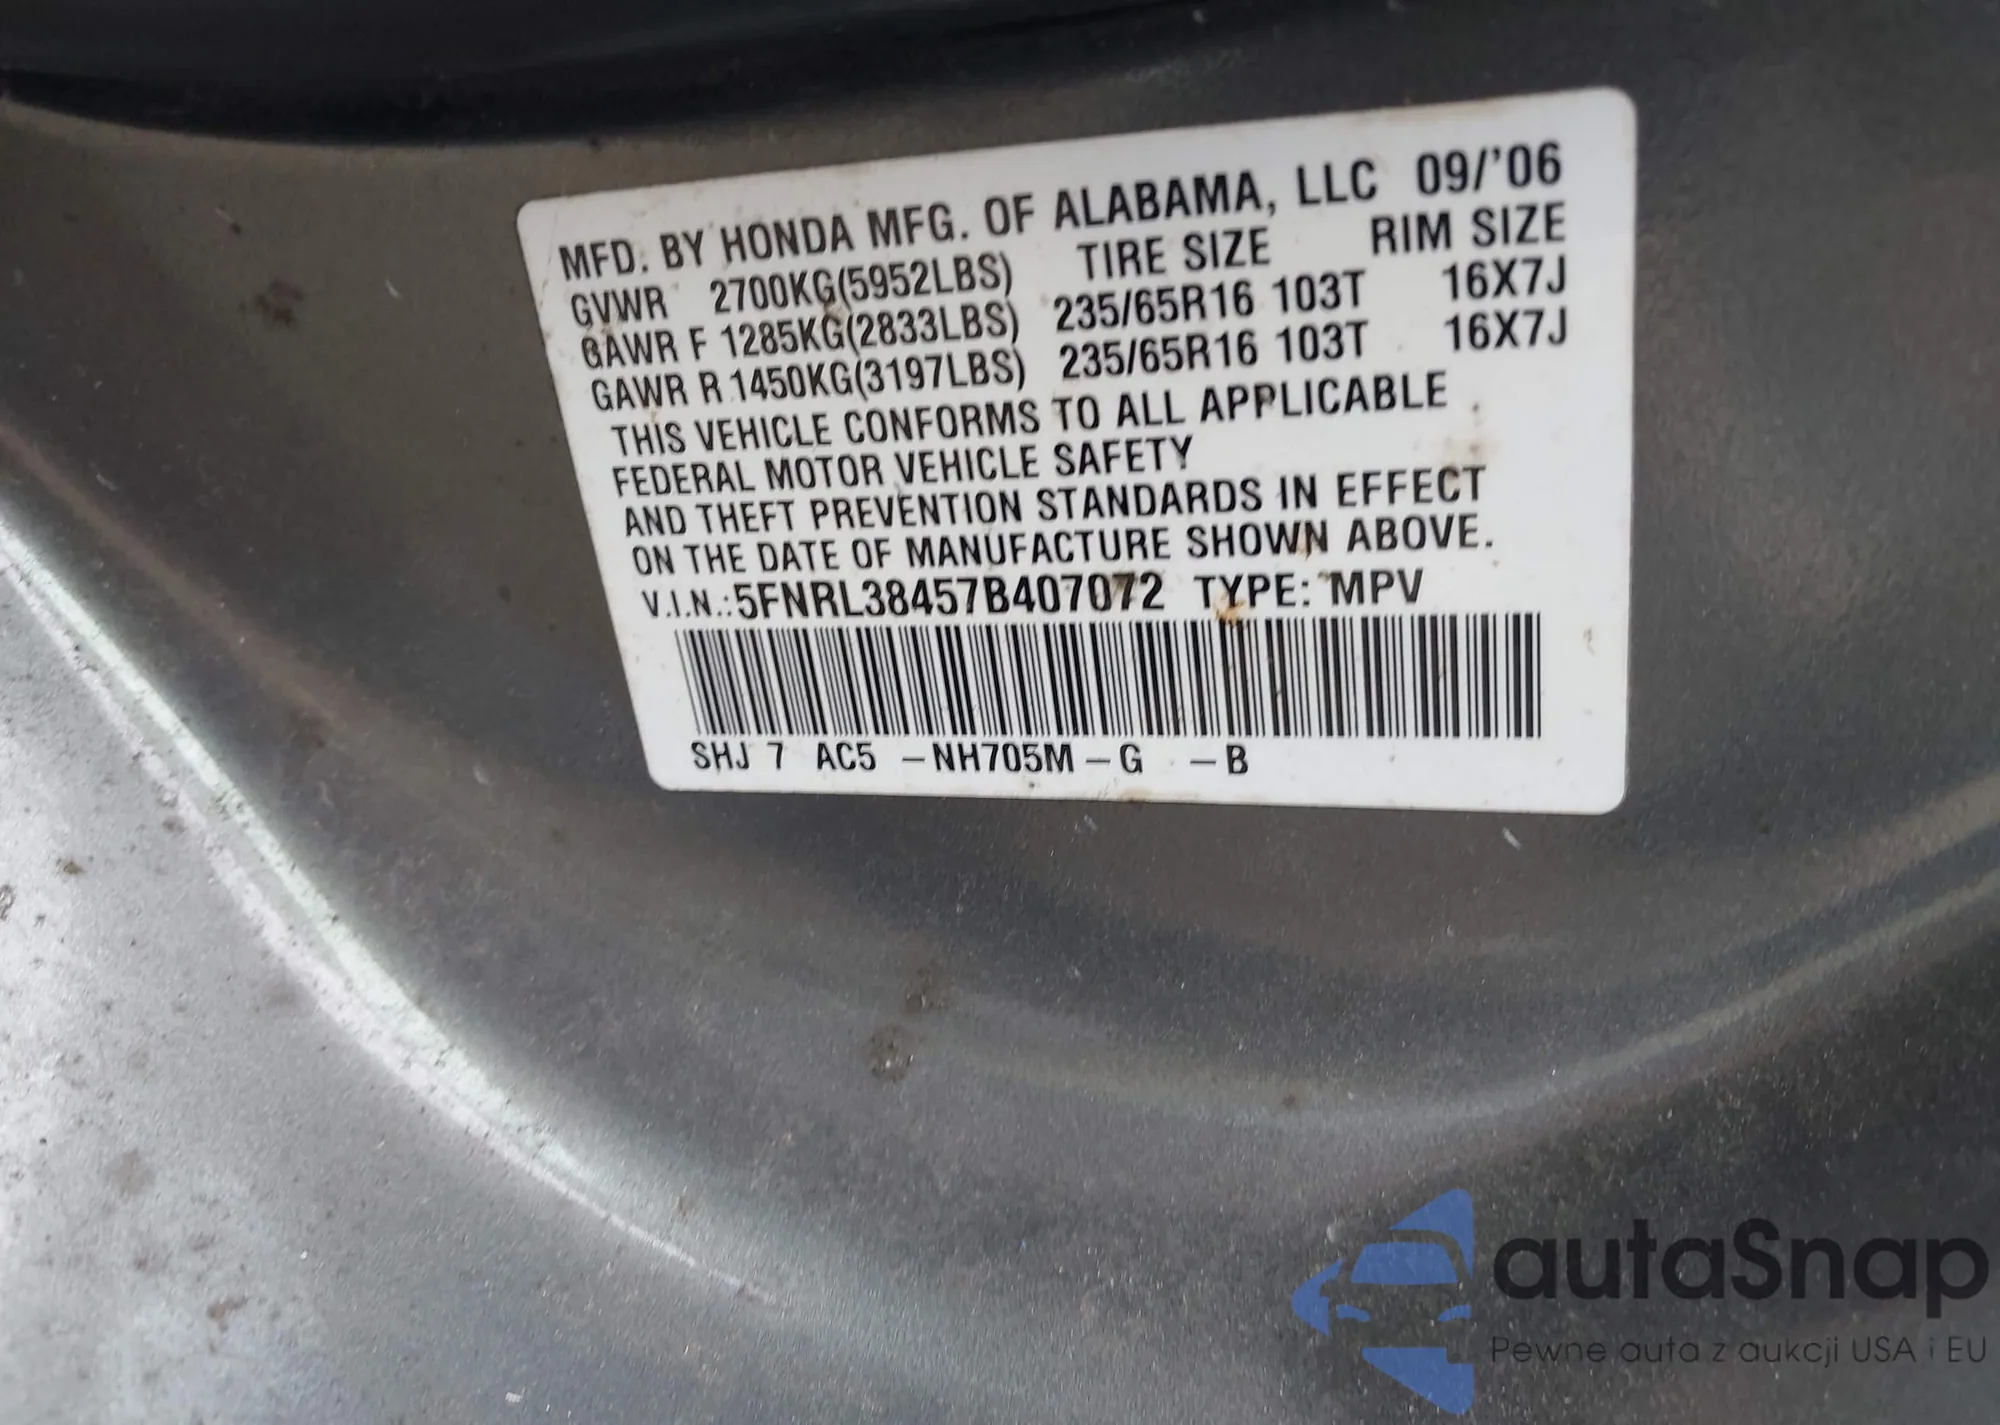 MFD. BY HONDA MFG. OF ALABAMA, LLC 09/'06
GVWR 2700KG(5952LBS) TIRE SIZE RIM SIZE
GAWR F 1285KG(2833LBS) 235/65R16 103T 16X7J
GAWR R 1450KG(3197LBS) 235/65R16 103T 16X7J
THIS VEHICLE CONFORMS TO ALL APPLICABLE
FEDERAL MOTOR VEHICLE SAFETY
AND THEFT PREVENTION STANDARDS IN EFFECT
ON THE DATE OF MANUFACTURE SHOWN ABOVE.
V.I.N.:5FNRL38457B407072 TYPE: MPV
SHJ 7 AC5 -NH705M-G -B
autaSnap
Pewne auta z aukcji USA i EU